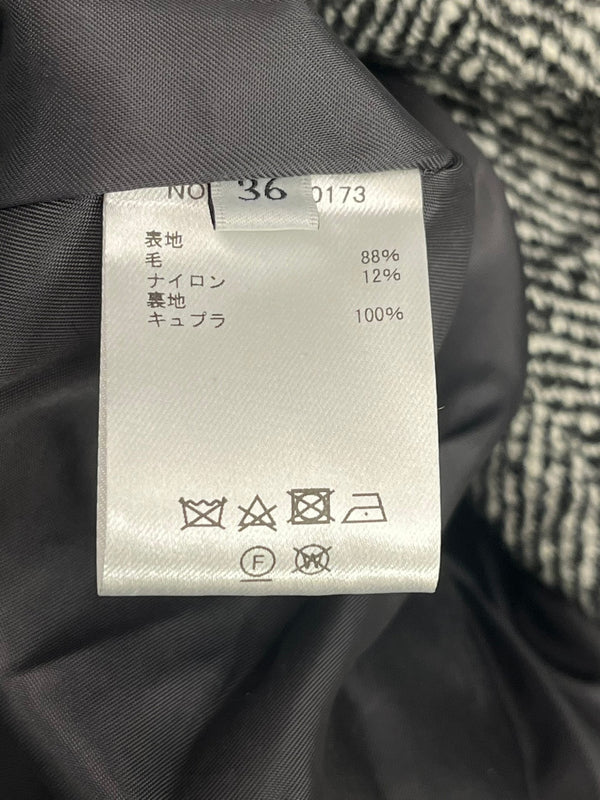 NO 36 0173
表地
毛 88%
ナイロン 12%
裏地
キュプラ 100%
F W